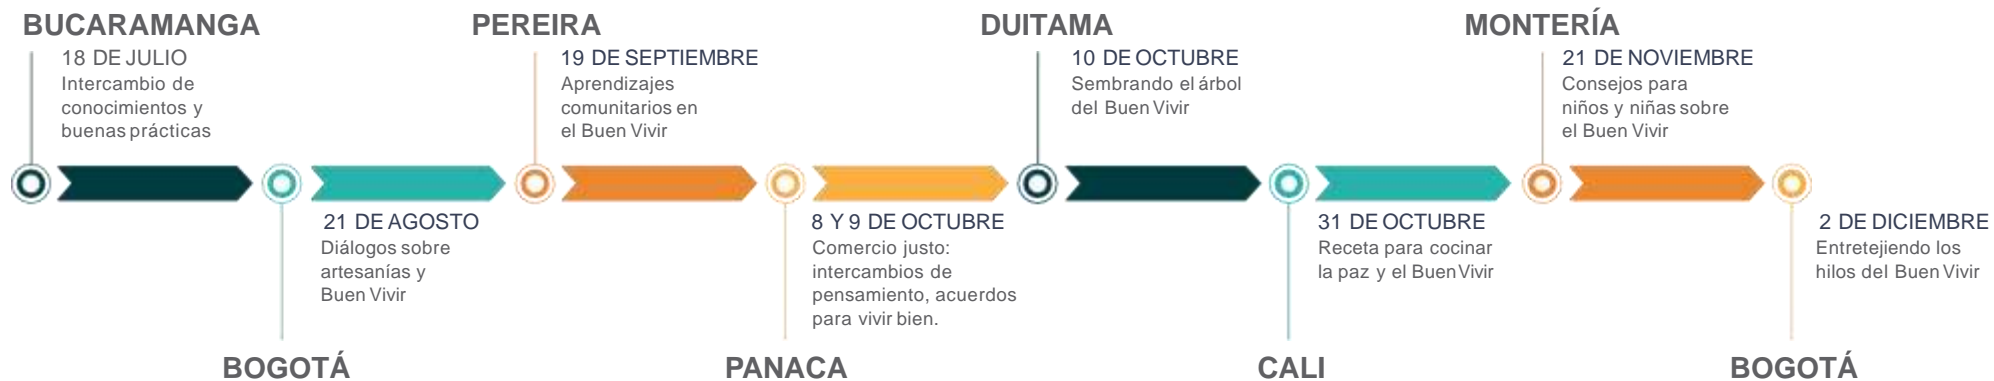 BUCARAMANGA
18 DE JULIO
Intercambio de
conocimientos y
buenas prácticas
21 DE AGOSTO
Diálogos sobre
artesanías y
Buen Vivir
BOGOTÁ
PEREIRA
19 DE SEPTIEMBRE
Aprendizajes
comunitarios en
el Buen Vivir
8 Y 9 DE OCTUBRE
Comercio justo:
intercambios de
pensamiento, acuerdos
para vivir bien.
PANACA
DUITAMA
10 DE OCTUBRE
Sembrando el árbol
del Buen Vivir
31 DE OCTUBRE
Receta para cocinar
la paz y el Buen Vivir
CALI
MONTERÍA
21 DE NOVIEMBRE
Consejos para
niños y niñas sobre
el Buen Vivir
2 DE DICIEMBRE
Entretejiendo los
hilos del Buen Vivir
BOGOTÁ